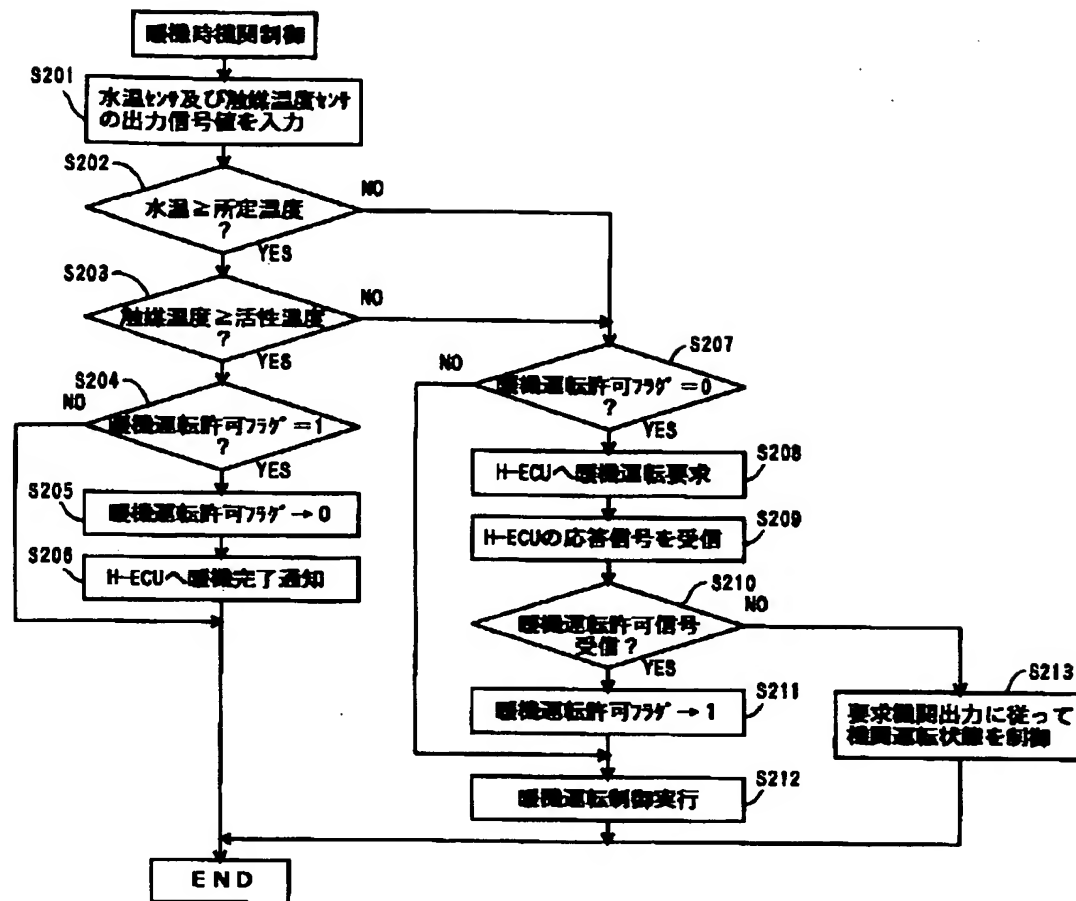 暖機時機関制御
S201
水温センサ及び触媒温度センサ
の出力信号値を入力
S202
水温≧所定温度
?
NO
YES
S203
触媒温度≧活性温度
?
NO
YES
S204
暖機運転許可フラグ=1
?
NO
YES
S205
暖機運転許可フラグ→0
S206
H-ECUへ暖機完了通知
S207
暖機運転許可フラグ=0
?
NO
YES
S208
H-ECUへ暖機運転要求
S209
H-ECUの応答信号を受信
S210
暖機運転許可信号
受信?
NO
YES
S211
暖機運転許可フラグ→1
S212
暖機運転制御実行
S213
要求機関出力に従って
機関運転状態を制御
END